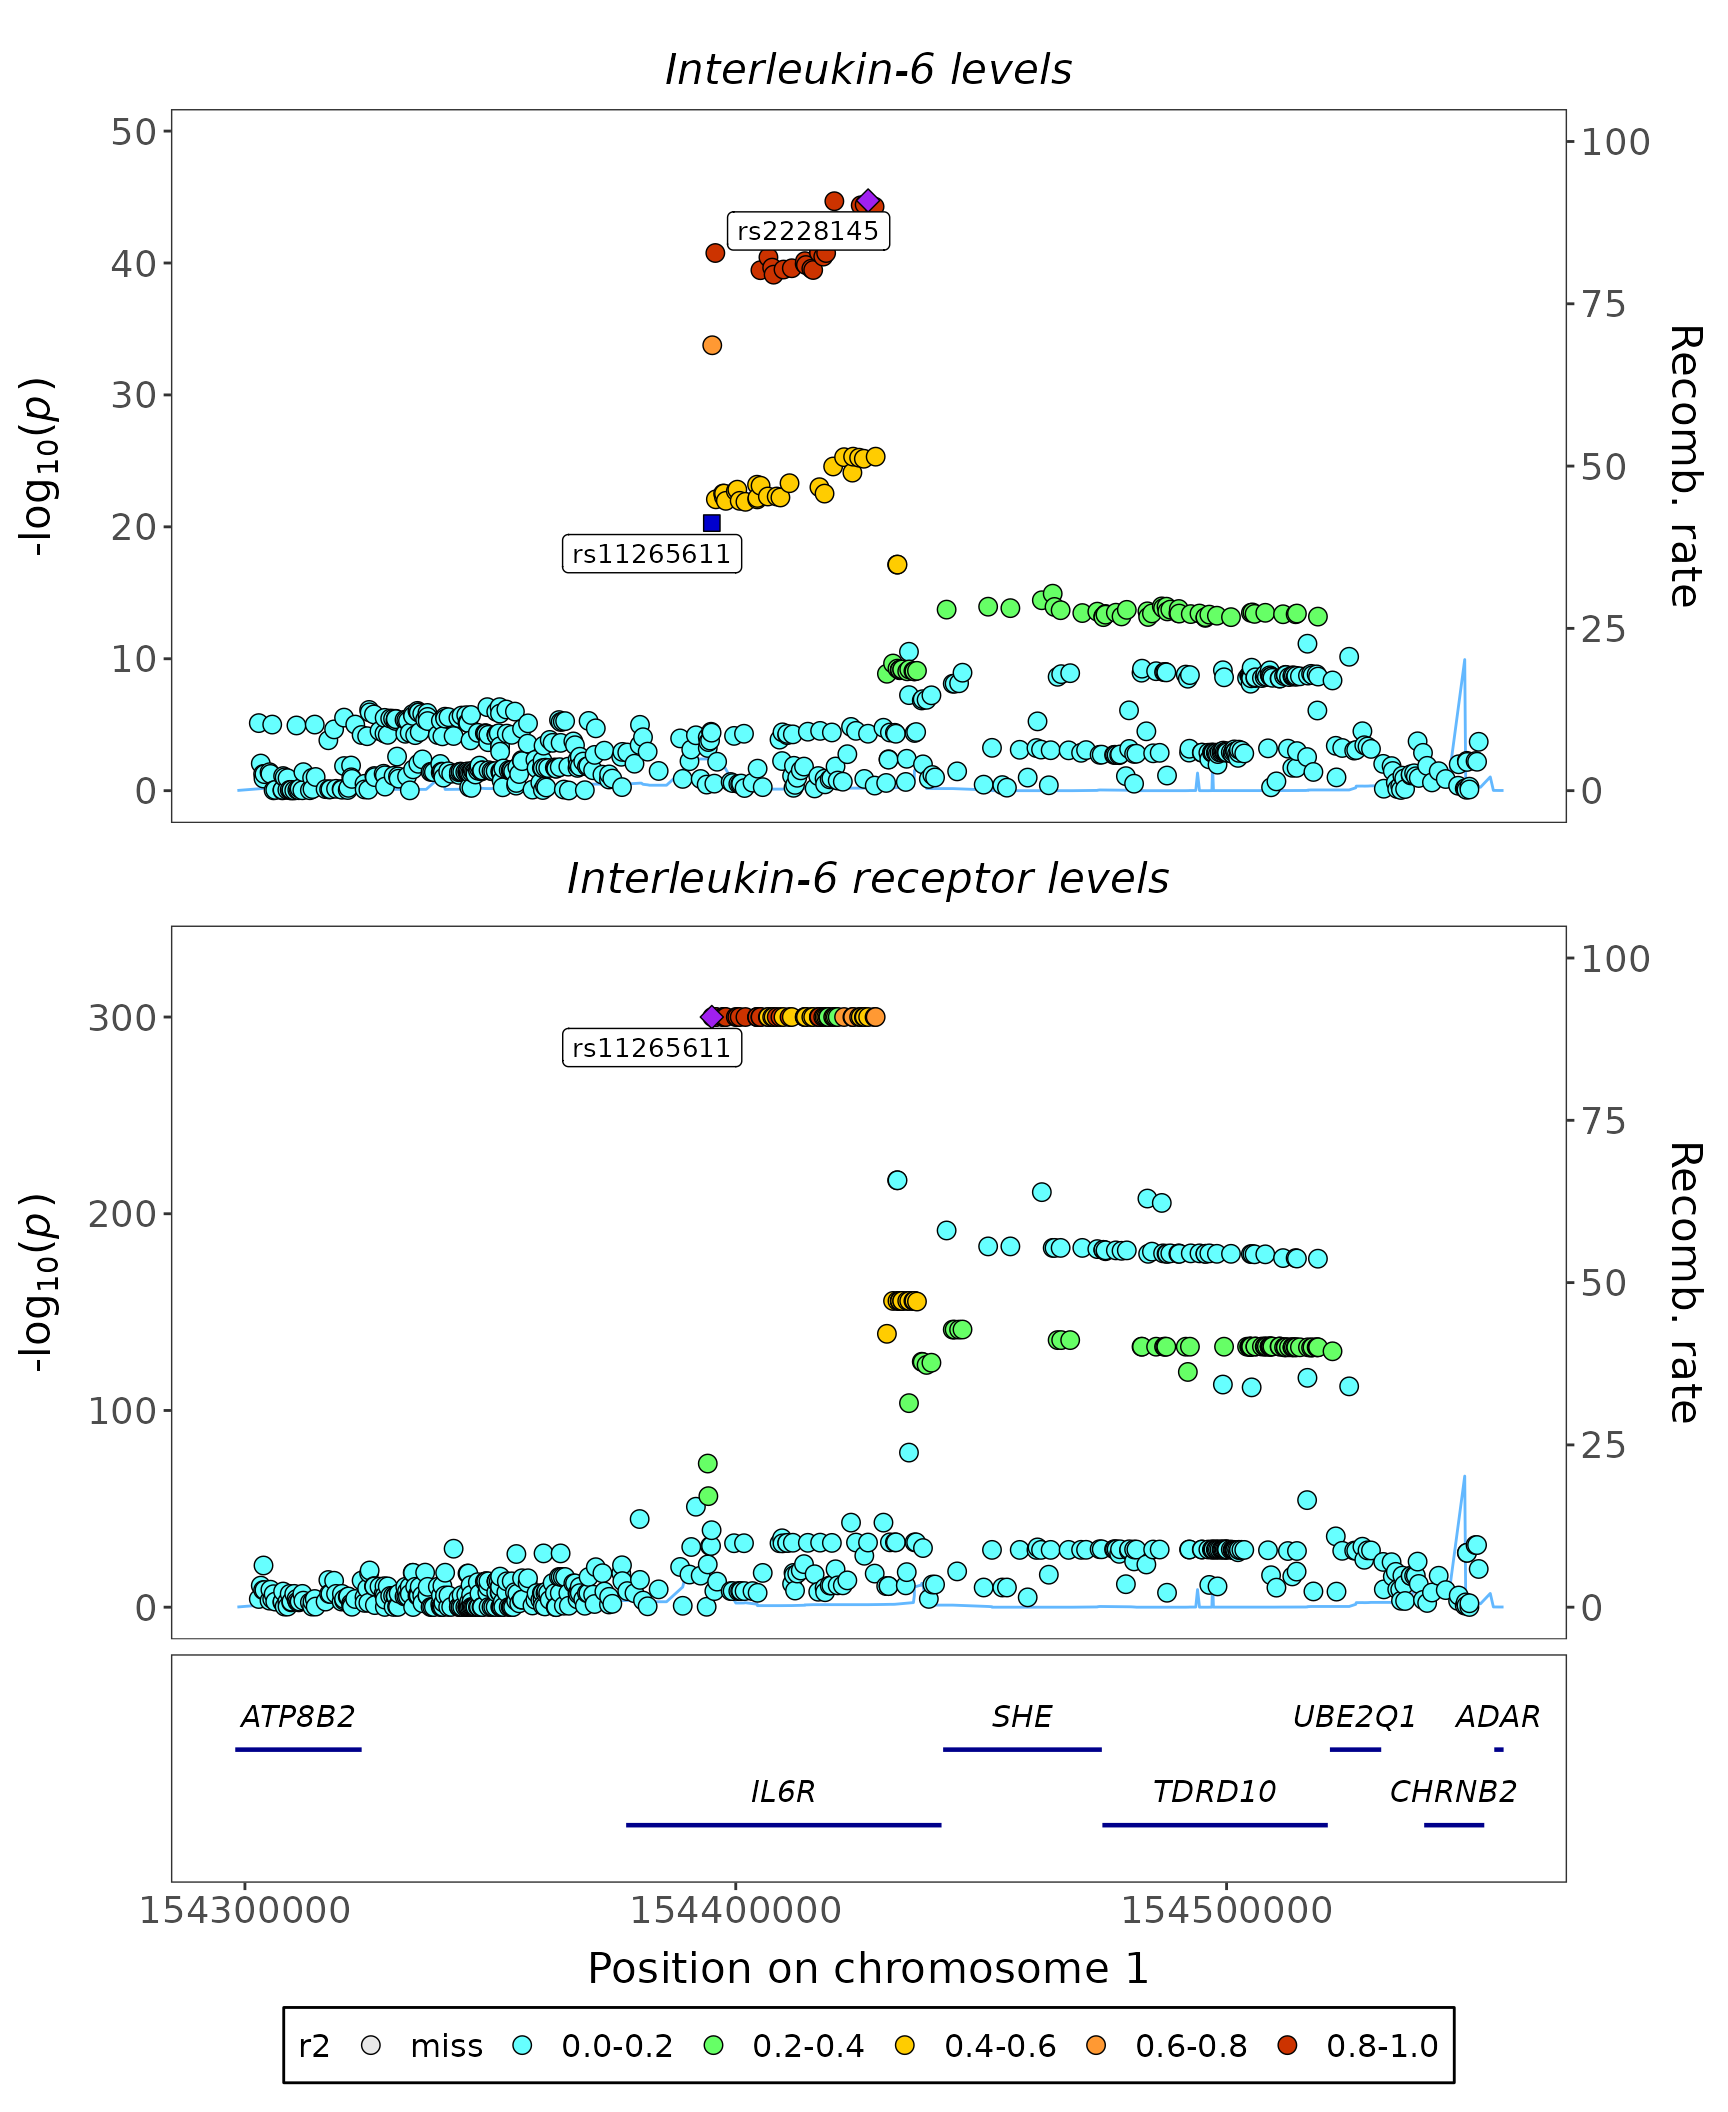 Interleukin-6 levels
50
40
30
20
10
0
-log10(p)
100
75
50
25
0
Recomb. rate
rs2228145
rs11265611
Interleukin-6 receptor levels
300
200
100
0
-log10(p)
100
75
50
25
0
Recomb. rate
rs11265611
ATP8B2 SHE UBE2Q1 ADAR
IL6R TDRD10 CHRNB2
154300000 154400000 154500000
Position on chromosome 1
r2 miss 0.0-0.2 0.2-0.4 0.4-0.6 0.6-0.8 0.8-1.0